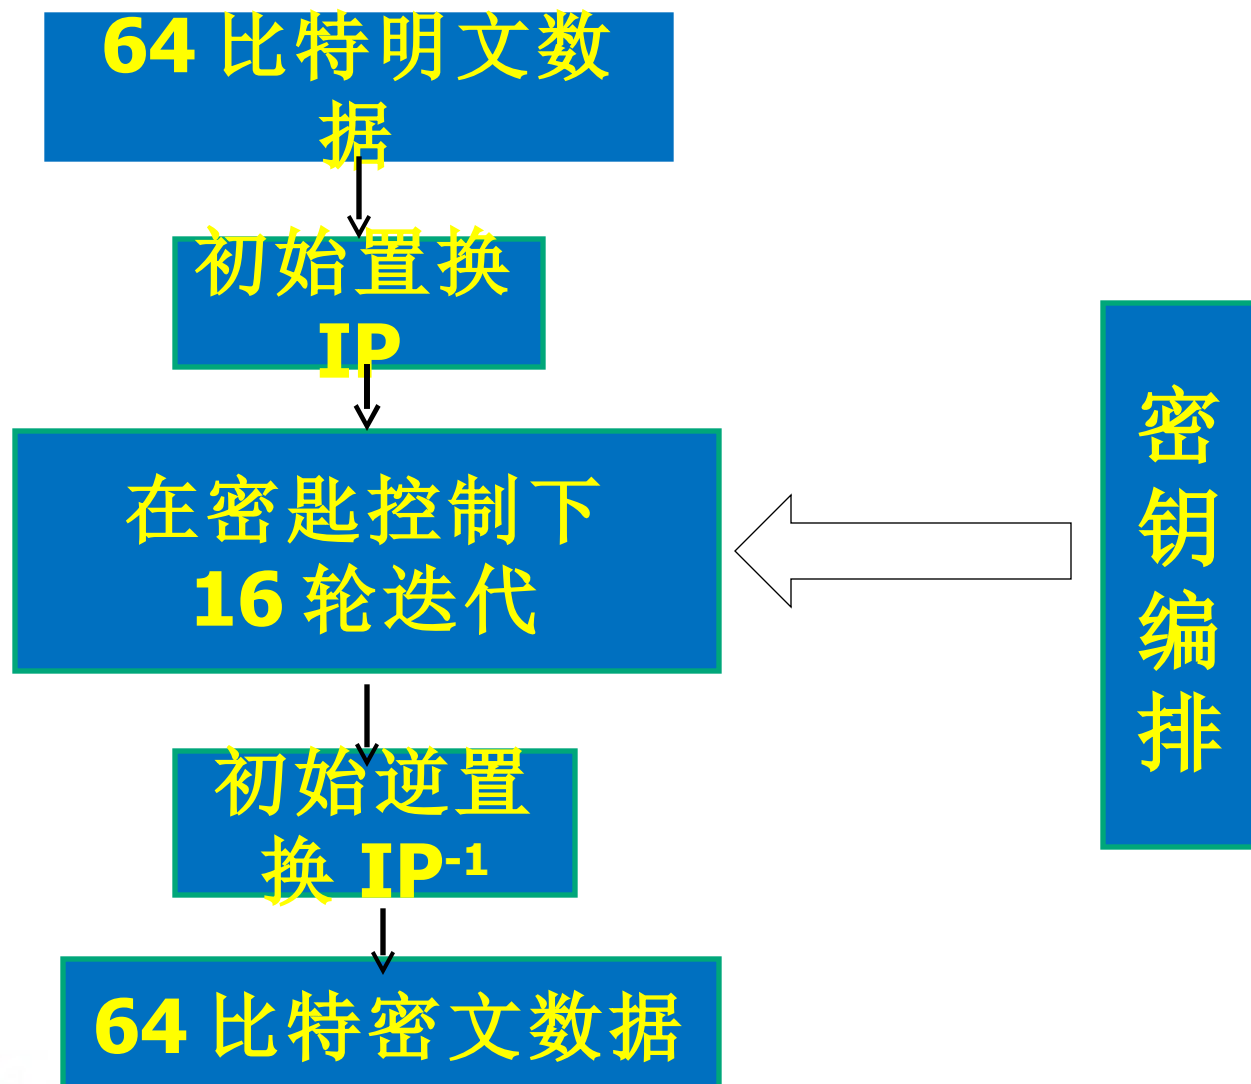 64 比特明文数
据
初始置换
IP
在密匙控制下
16 轮迭代
初始逆置
换 IP-1
64 比特密文数据
密
钥
编
排